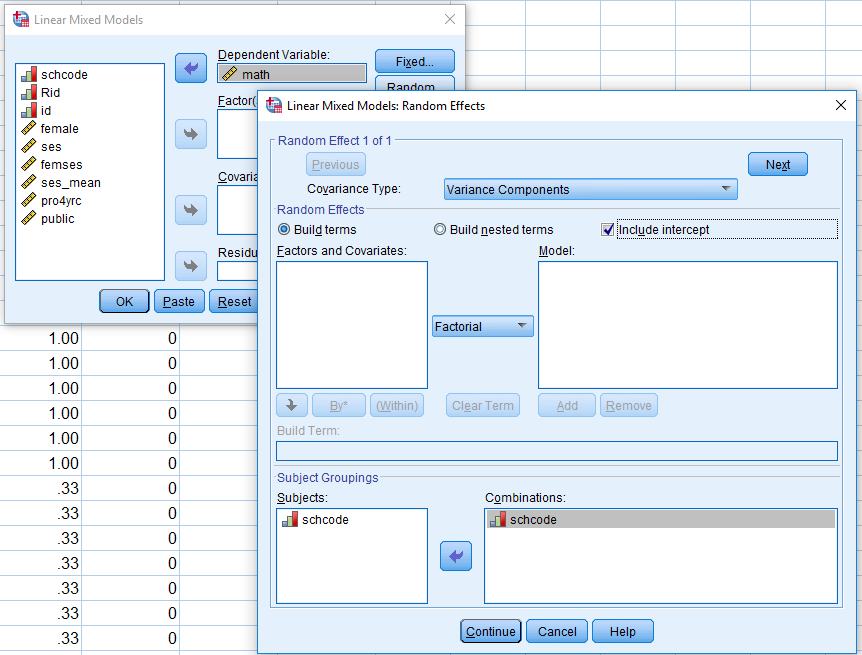 Linear Mixed Models
Dependent Variable:
math
Fixed...
Random
schcode
Rid
id
female
ses
femses
ses_mean
pro4yrc
public
Factor(
Covaria
Residu
OK
Paste
Reset
Linear Mixed Models: Random Effects
Random Effect 1 of 1
Previous
Next
Covariance Type:
Variance Components
Random Effects
Build terms
Build nested terms
Include intercept
Factors and Covariates:
Model:
Factorial
By*
(Within)
Clear Term
Add
Remove
Build Term:
Subject Groupings
Subjects:
Combinations:
schcode
schcode
Continue
Cancel
Help
1.00 0
1.00 0
1.00 0
1.00 0
1.00 0
1.00 0
.33 0
.33 0
.33 0
.33 0
.33 0
.33 0
.33 0